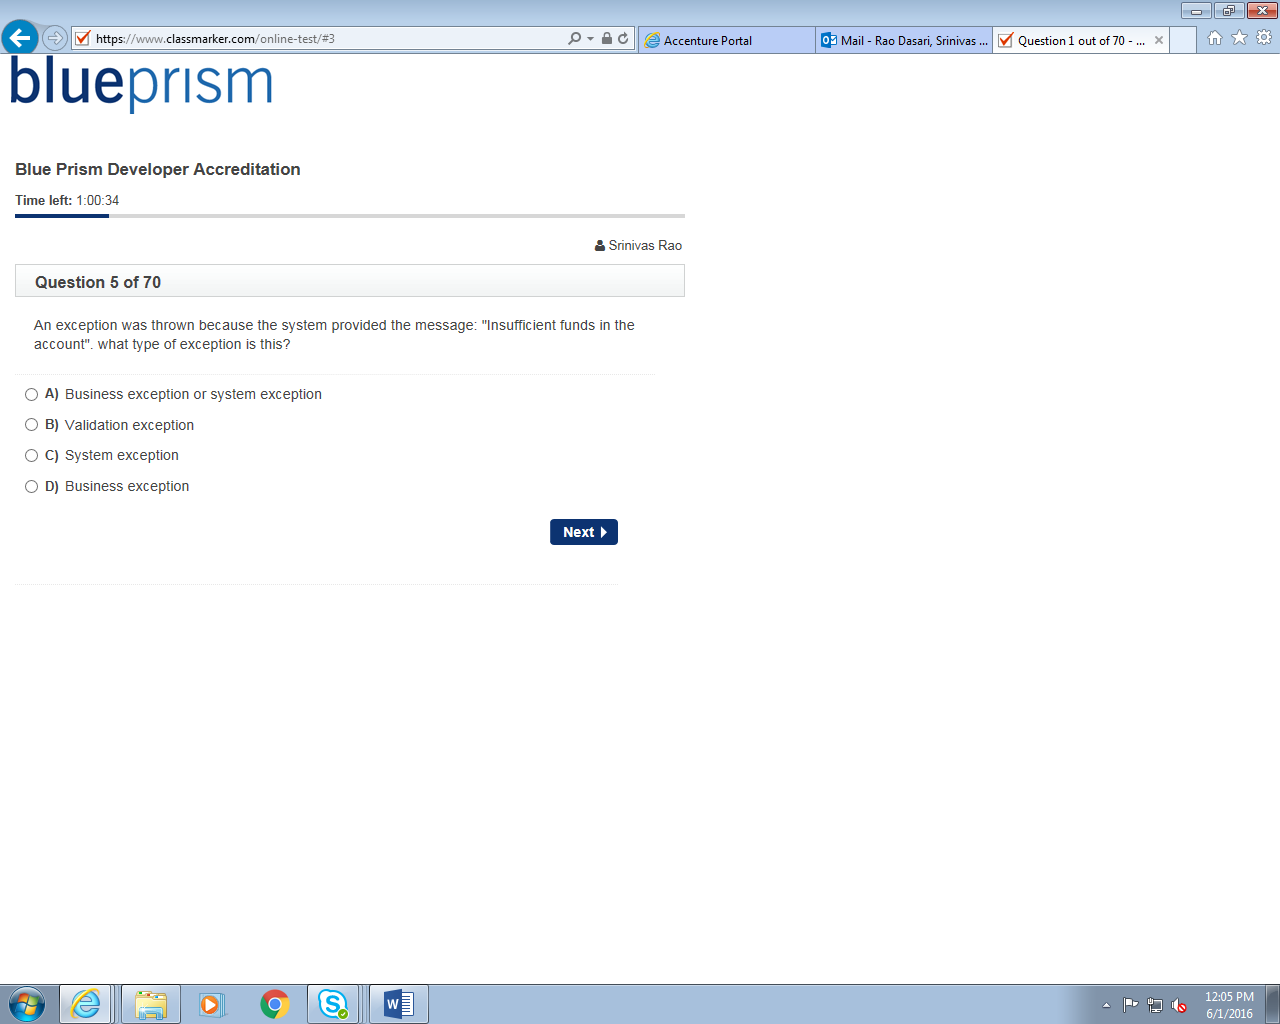 https://www.classmarker.com/online-test/#3
Accenture Portal
Mail - Rao Dasari, Srinivas ...
Question 1 out of 70 - ...
blueprism
Blue Prism Developer Accreditation
Time left: 1:00:34
Srinivas Rao
Question 5 of 70
An exception was thrown because the system provided the message: "Insufficient funds in the
account". what type of exception is this?
A) Business exception or system exception
B) Validation exception
C) System exception
D) Business exception
Next
12:05 PM
6/1/2016